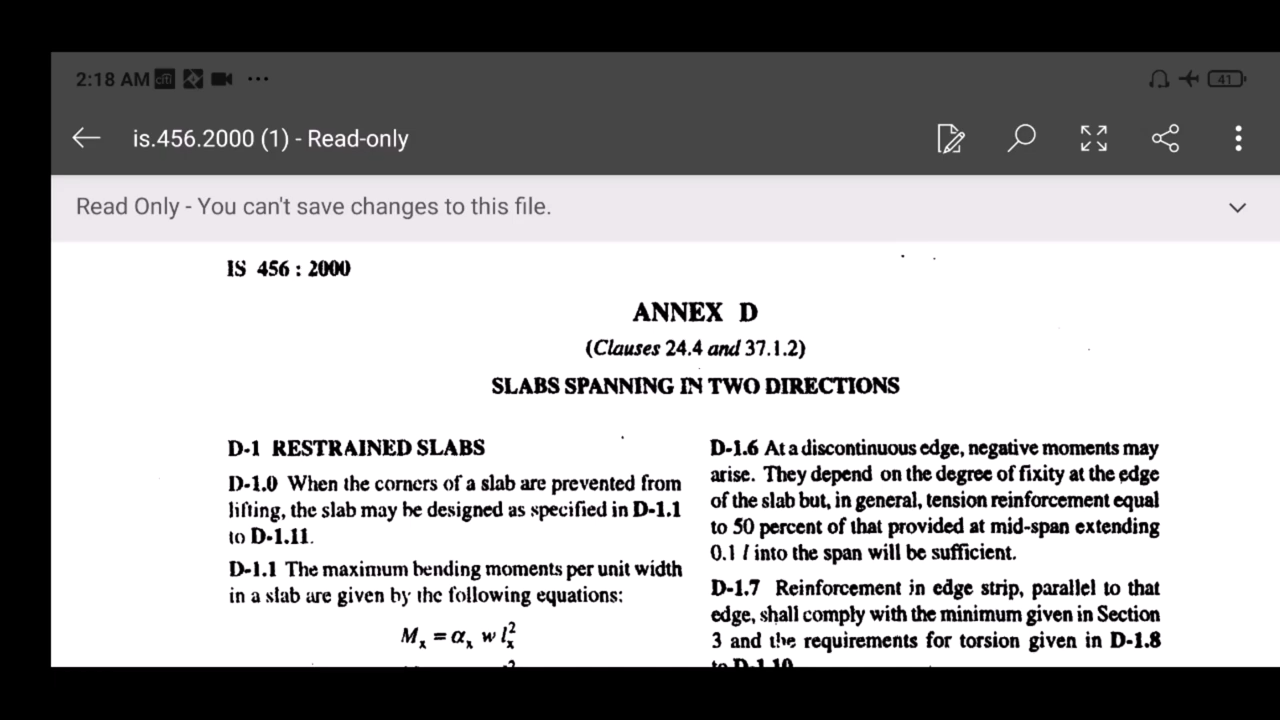 2:18 AM citi ...
41
is.456.2000 (1) - Read-only
Read Only - You can't save changes to this file.
IS 456 : 2000
ANNEX D
(Clauses 24.4 and 37.1.2)
SLABS SPANNING IN TWO DIRECTIONS
D-1 RESTRAINED SLABS
D-1.0 When the corners of a slab are prevented from
lifting, the slab may be designed as specified in D-1.1
to D-1.11.
D-1.1 The maximum bending moments per unit width
in a slab are given by the following equations:
Mₓ = αₓ w lₓ²
D-1.6 At a discontinuous edge, negative moments may
arise. They depend on the degree of fixity at the edge
of the slab but, in general, tension reinforcement equal
to 50 percent of that provided at mid-span extending
0.1 l into the span will be sufficient.
D-1.7 Reinforcement in edge strip, parallel to that
edge, shall comply with the minimum given in Section
3 and the requirements for torsion given in D-1.8
to D-1.10